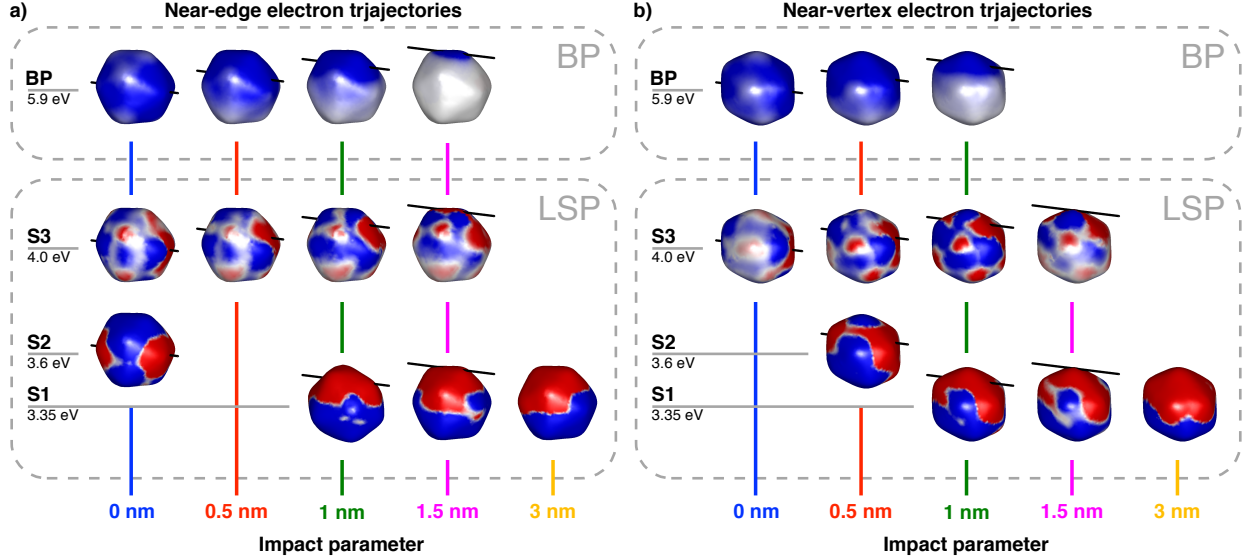 a) Near-edge electron trjajectories
BP
BP
5.9 eV
LSP
S3
4.0 eV
S2
3.6 eV
S1
3.35 eV
0 nm 0.5 nm 1 nm 1.5 nm 3 nm
Impact parameter
b) Near-vertex electron trjajectories
BP
BP
5.9 eV
LSP
S3
4.0 eV
S2
3.6 eV
S1
3.35 eV
0 nm 0.5 nm 1 nm 1.5 nm 3 nm
Impact parameter